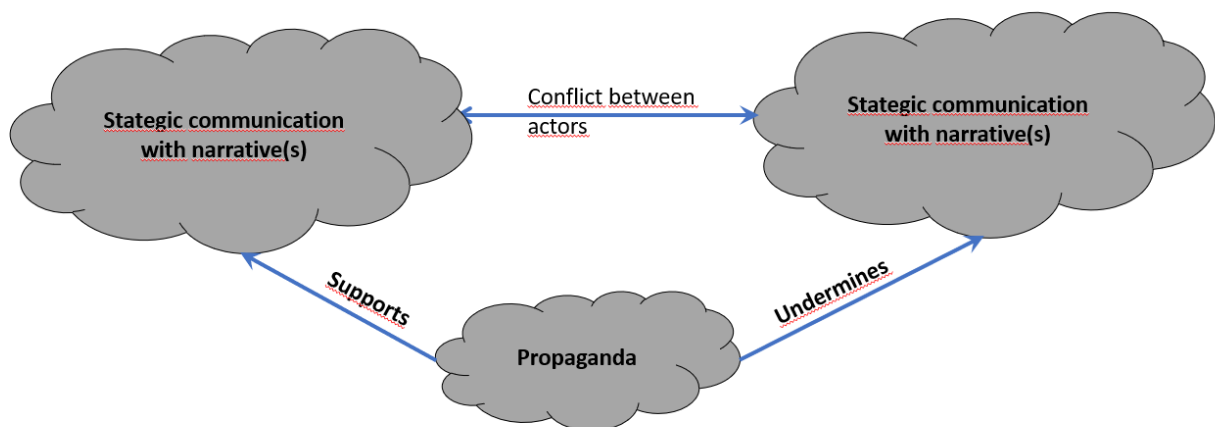 Stategic communication
with narrative(s)
Conflict between
actors
Stategic communication
with narrative(s)
Supports
Undermines
Propaganda